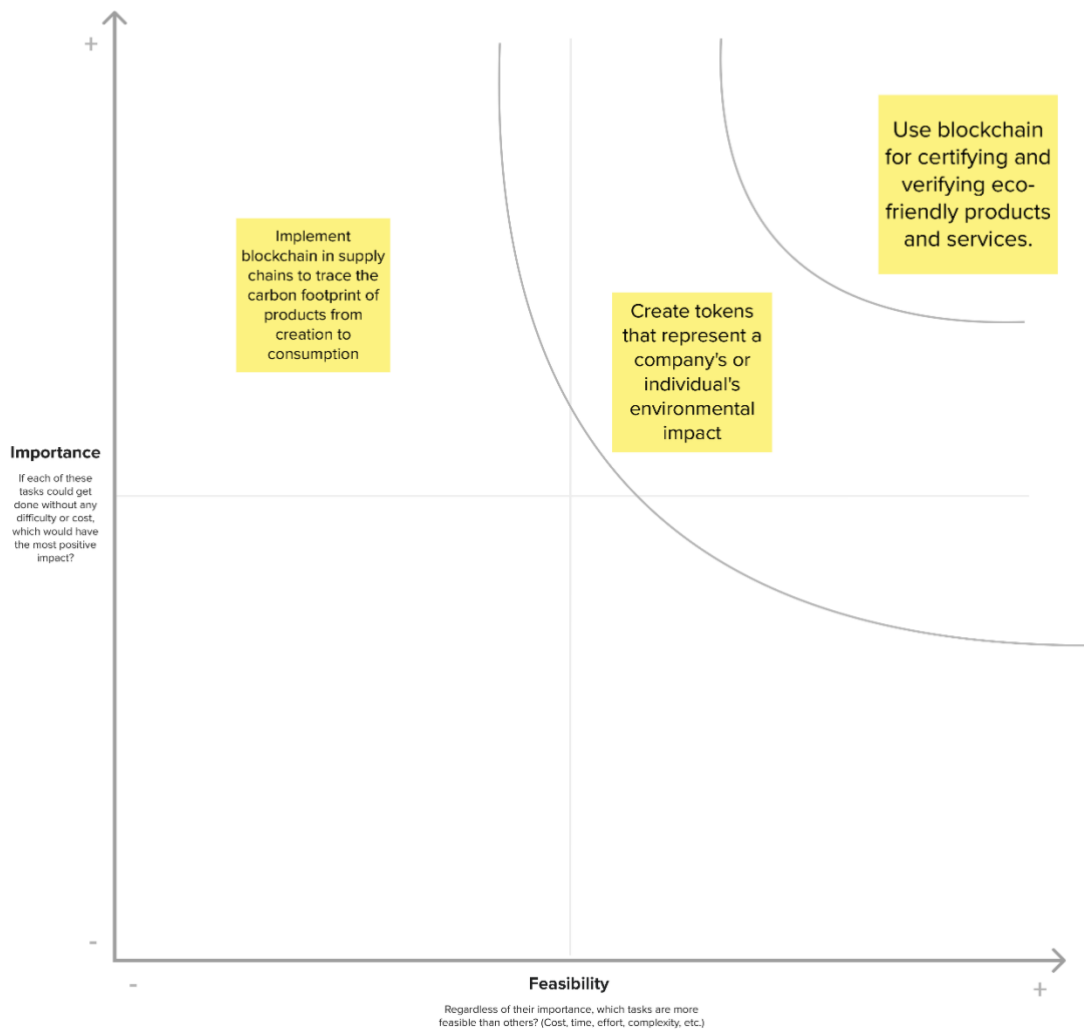 +
Use blockchain
for certifying and
verifying eco-
friendly products
and services.
Implement
blockchain in supply
chains to trace the
carbon footprint of
products from
creation to
consumption
Create tokens
that represent a
company's or
individual's
environmental
impact
Importance
If each of these
tasks could get
done without any
difficulty or cost,
which would have
the most positive
impact?
-
-
Feasibility
+
Regardless of their importance, which tasks are more
feasible than others? (Cost, time, effort, complexity, etc.)